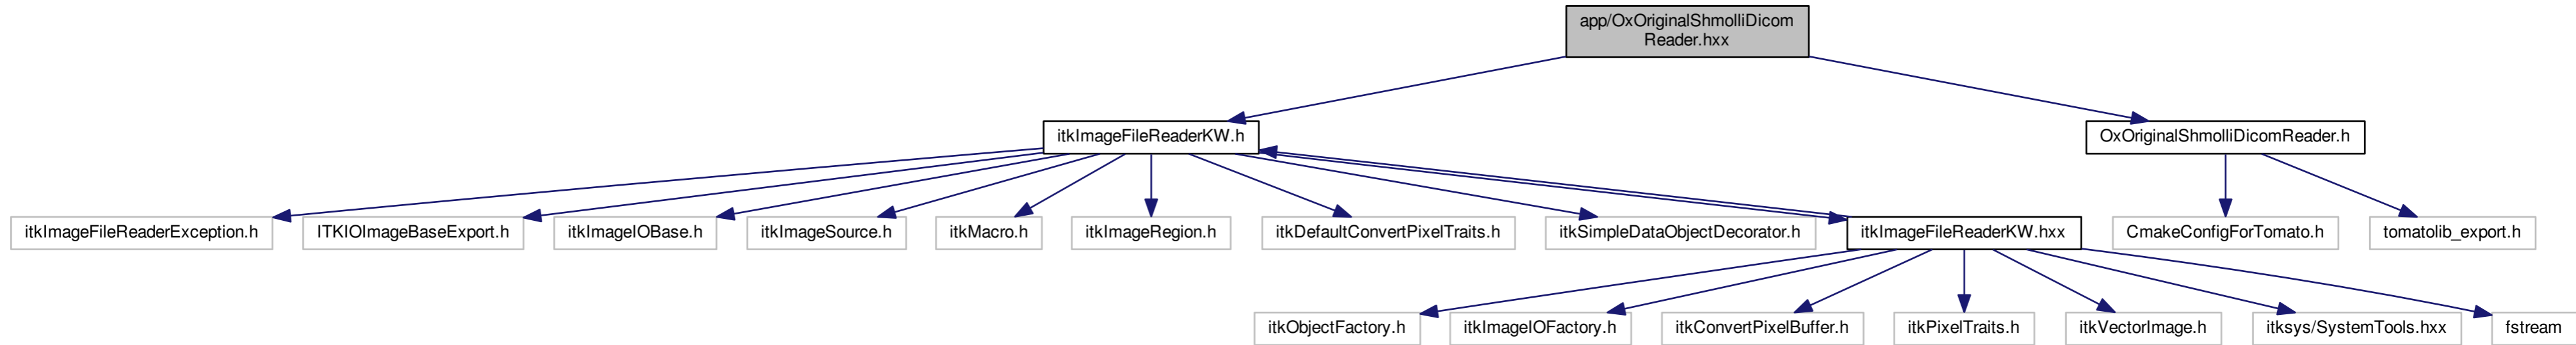 app/OxOriginalShmolliDicom
Reader.hxx
itkImageFileReaderKW.h
OxOriginalShmolliDicomReader.h
itkImageFileReaderException.h
ITKIOImageBaseExport.h
itkImageIOBase.h
itkImageSource.h
itkMacro.h
itkImageRegion.h
itkDefaultConvertPixelTraits.h
itkSimpleDataObjectDecorator.h
itkImageFileReaderKW.hxx
CmakeConfigForTomato.h
tomatolib_export.h
itkObjectFactory.h
itkImageIOFactory.h
itkConvertPixelBuffer.h
itkPixelTraits.h
itkVectorImage.h
itksys/SystemTools.hxx
fstream